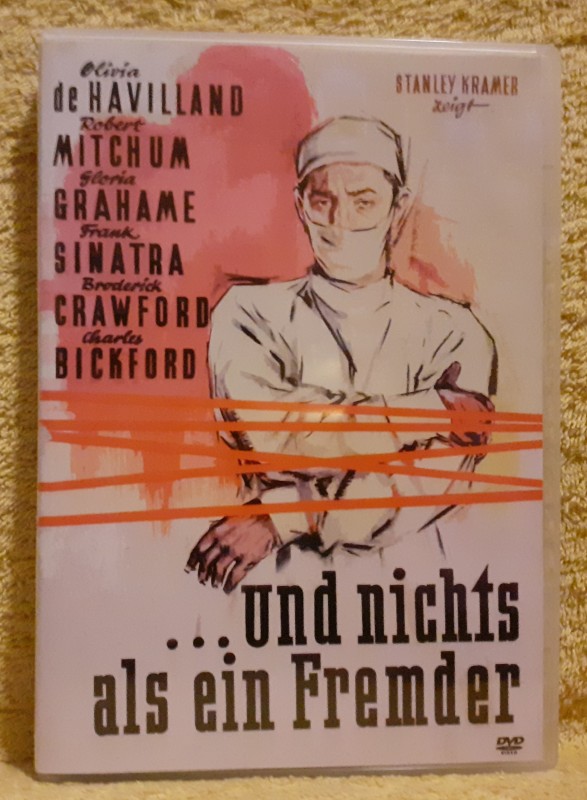 Olivia
de HAVILLAND
Robert
MITCHUM
Gloria
GRAHAME
Frank
SINATRA
Broderick
CRAWFORD
Charles
BICKFORD
STANLEY KRAMER
zeigt
...und nichts
als ein Fremder
DVD
VIDEO